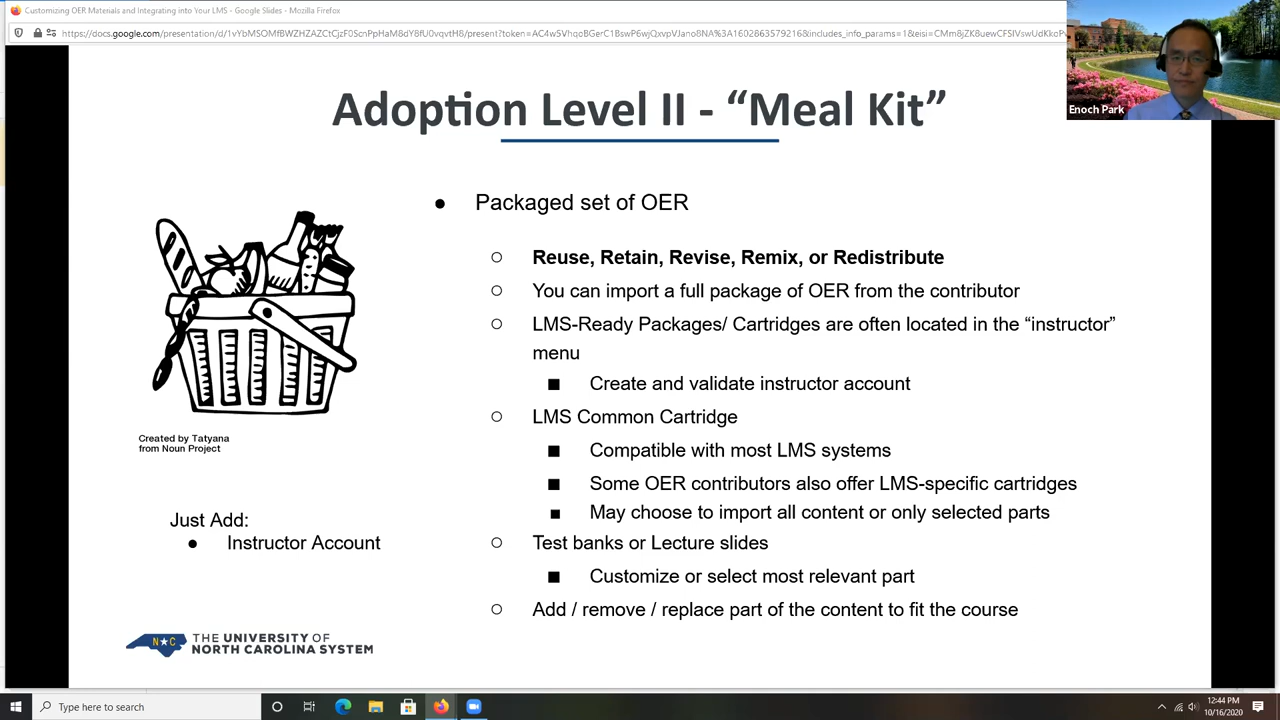 Customizing OER Materials and Integrating into Your LMS - Google Slides - Mozilla Firefox
Enoch Park
Adoption Level II - “Meal Kit”
● Packaged set of OER
○ Reuse, Retain, Revise, Remix, or Redistribute
○ You can import a full package of OER from the contributor
○ LMS-Ready Packages/ Cartridges are often located in the “instructor”
menu
■ Create and validate instructor account
○ LMS Common Cartridge
■ Compatible with most LMS systems
■ Some OER contributors also offer LMS-specific cartridges
■ May choose to import all content or only selected parts
○ Test banks or Lecture slides
■ Customize or select most relevant part
○ Add / remove / replace part of the content to fit the course
Created by Tatyana
from Noun Project
Just Add:
● Instructor Account
N★C
THE UNIVERSITY OF
NORTH CAROLINA SYSTEM
Type here to search
12:44 PM
10/16/2020